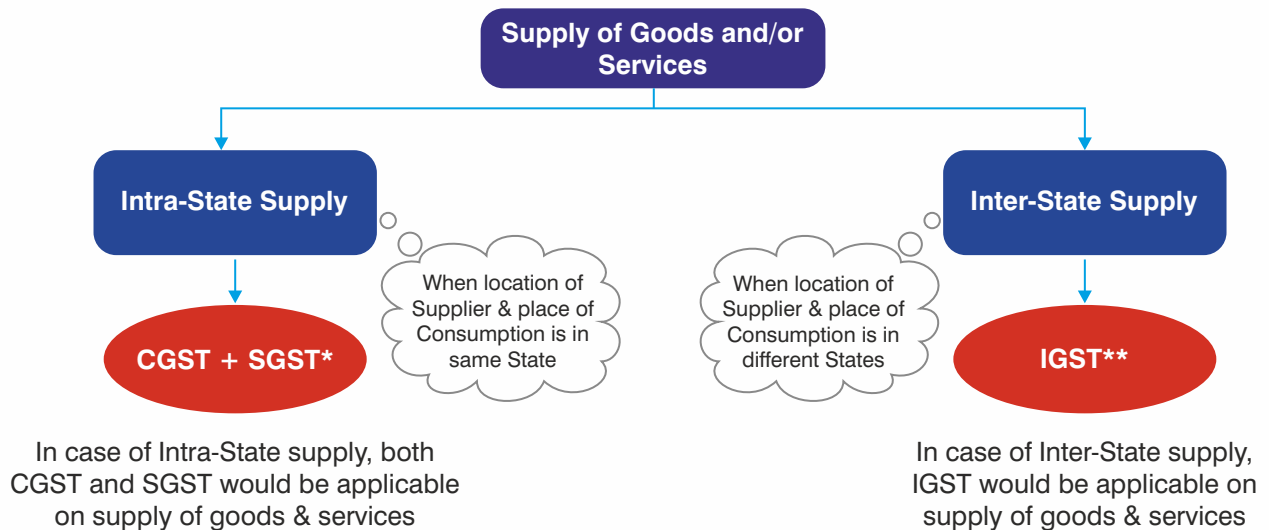 Supply of Goods and/or
Services
Intra-State Supply
Inter-State Supply
When location of
Supplier & place of
Consumption is in
same State
When location of
Supplier & place of
Consumption is in
different States
CGST + SGST*
IGST**
In case of Intra-State supply, both
CGST and SGST would be applicable
on supply of goods & services
In case of Inter-State supply,
IGST would be applicable on
supply of goods & services